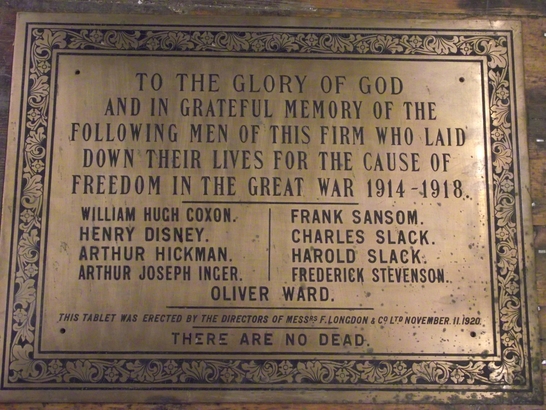 TO THE GLORY OF GOD
AND IN GRATEFUL MEMORY OF THE
FOLLOWING MEN OF THIS FIRM WHO LAID
DOWN THEIR LIVES FOR THE CAUSE OF
FREEDOM IN THE GREAT WAR 1914-1918.
WILLIAM HUGH COXON.
HENRY DISNEY.
ARTHUR HICKMAN.
ARTHUR JOSEPH INGER.
FRANK SANSOM.
CHARLES SLACK.
HAROLD SLACK.
FREDERICK STEVENSON.
OLIVER WARD.
THIS TABLET WAS ERECTED BY THE DIRECTORS OF MESSRS F. LONGDON & CO LTD NOVEMBER. 11. 1920.
THERE ARE NO DEAD.